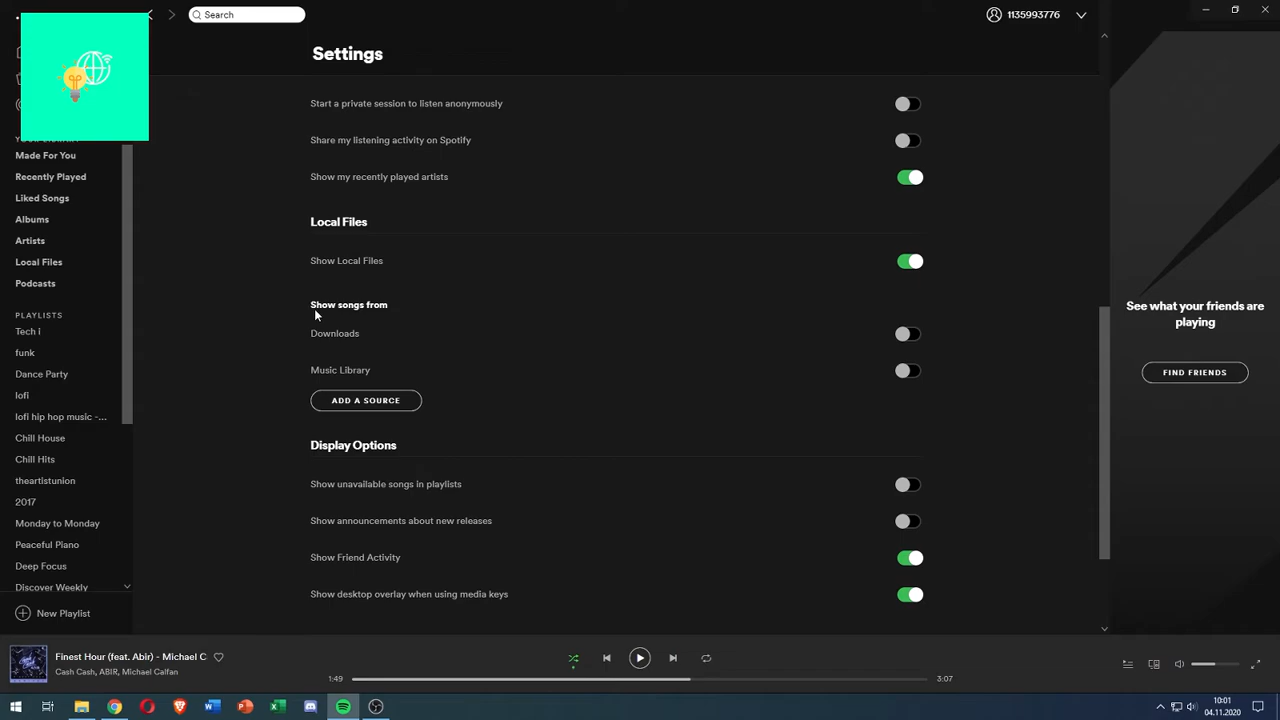 Search
1135993776
Settings
Start a private session to listen anonymously
Share my listening activity on Spotify
Show my recently played artists
Made For You
Recently Played
Liked Songs
Albums
Artists
Local Files
Podcasts
PLAYLISTS
Tech i
funk
Dance Party
lofi
lofi hip hop music -...
Chill House
Chill Hits
theartistunion
2017
Monday to Monday
Peaceful Piano
Deep Focus
Discover Weekly
New Playlist
Local Files
Show Local Files
Show songs from
Downloads
Music Library
ADD A SOURCE
Display Options
Show unavailable songs in playlists
Show announcements about new releases
Show Friend Activity
Show desktop overlay when using media keys
See what your friends are
playing
FIND FRIENDS
Finest Hour (feat. Abir) - Michael C
Cash Cash, ABIR, Michael Calfan
1:49
3:07
10:01
04.11.2020